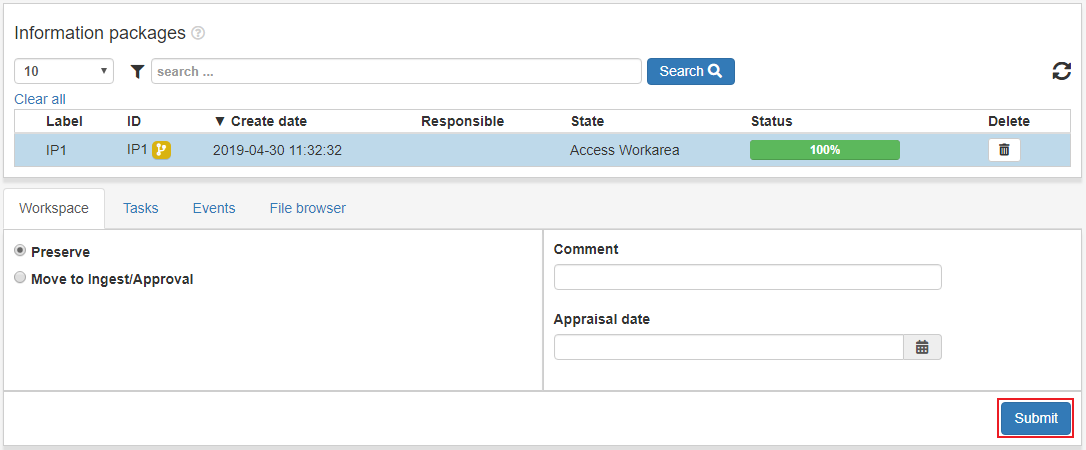 Information packages ?
10 search ... Search
Clear all
Label ID ▼ Create date Responsible State Status Delete
IP1 IP1 2019-04-30 11:32:32 Access Workarea 100%
Workspace Tasks Events File browser
Preserve
Move to Ingest/Approval
Comment
Appraisal date
Submit